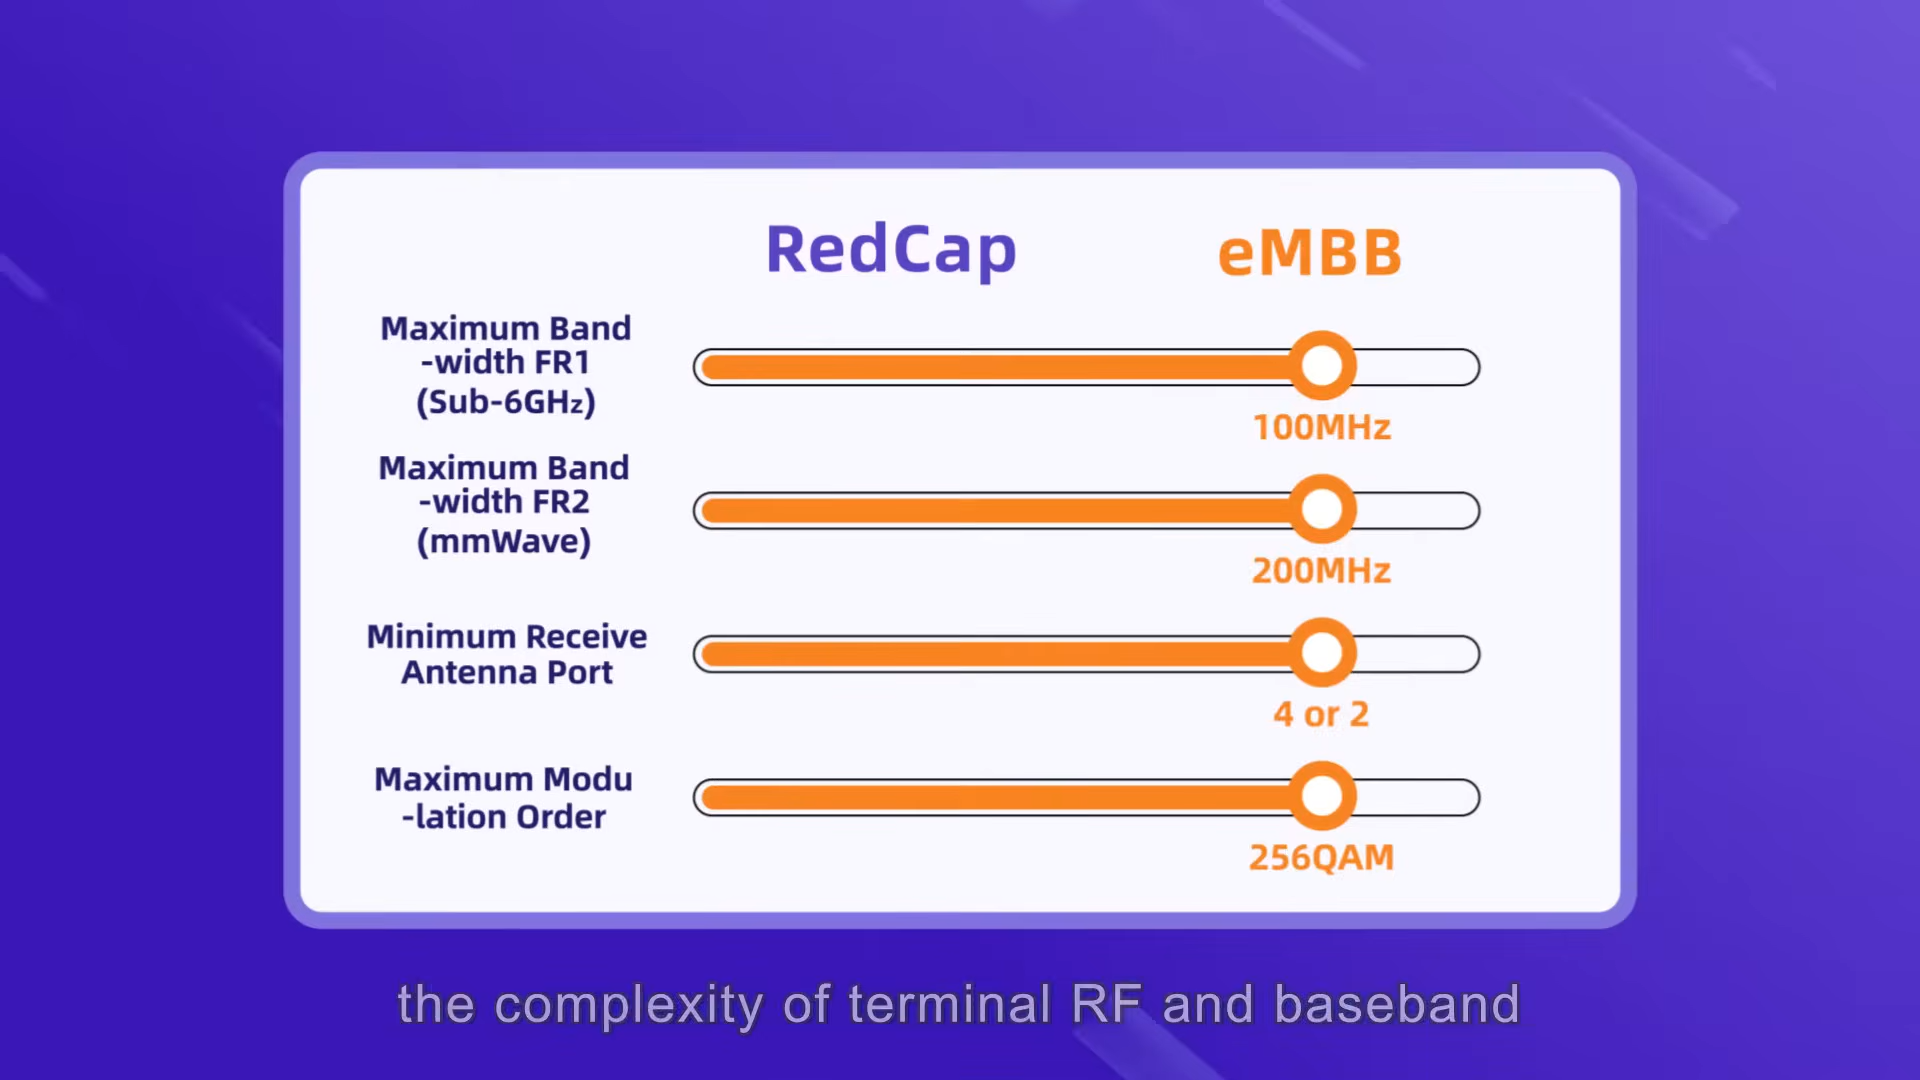 RedCap
eMBB
Maximum Band
-width FR1
(Sub-6GHz)
100MHz
Maximum Band
-width FR2
(mmWave)
200MHz
Minimum Receive
Antenna Port
4 or 2
Maximum Modu
-lation Order
256QAM
the complexity of terminal RF and baseband